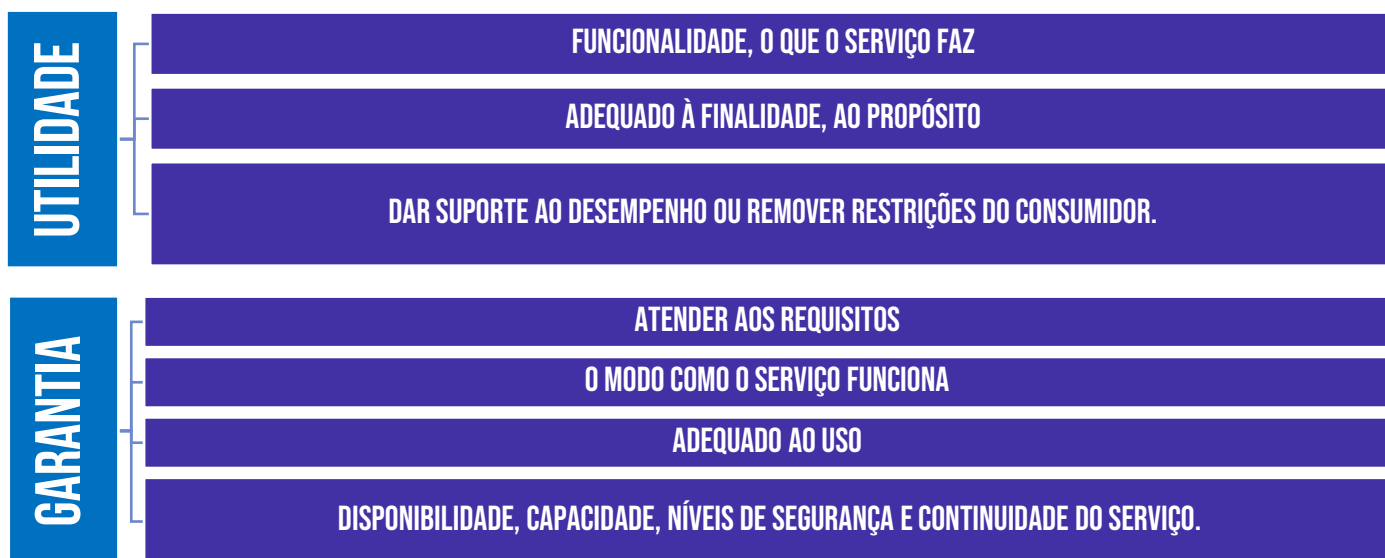 UTILIDADE
FUNCIONALIDADE, O QUE O SERVIÇO FAZ
ADEQUADO À FINALIDADE, AO PROPÓSITO
DAR SUPORTE AO DESEMPENHO OU REMOVER RESTRIÇÕES DO CONSUMIDOR.
GARANTIA
ATENDER AOS REQUISITOS
O MODO COMO O SERVIÇO FUNCIONA
ADEQUADO AO USO
DISPONIBILIDADE, CAPACIDADE, NÍVEIS DE SEGURANÇA E CONTINUIDADE DO SERVIÇO.